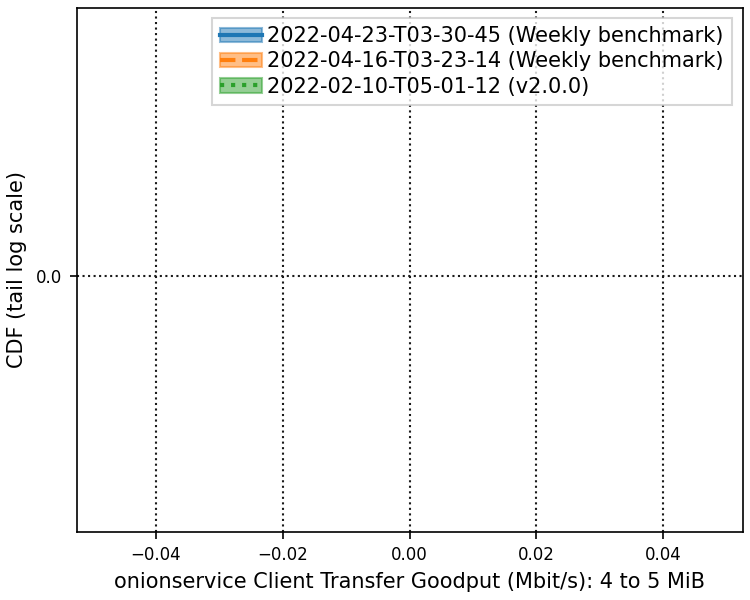 2022-04-23-T03-30-45 (Weekly benchmark)
2022-04-16-T03-23-14 (Weekly benchmark)
2022-02-10-T05-01-12 (v2.0.0)
CDF (tail log scale)
0.0
−0.04
−0.02
0.00
0.02
0.04
onionservice Client Transfer Goodput (Mbit/s): 4 to 5 MiB